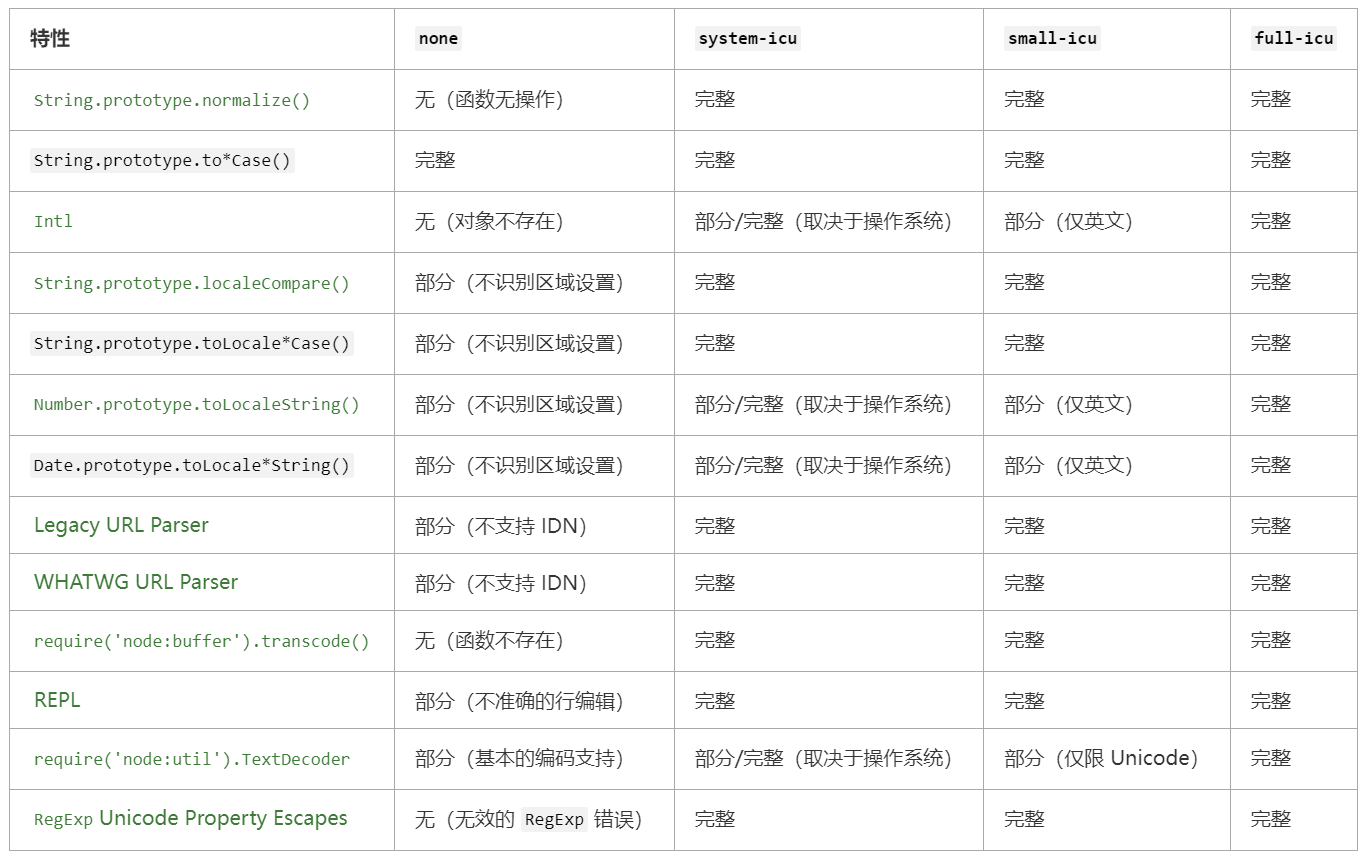 特性 none system-icu small-icu full-icu
String.prototype.normalize() 无（函数无操作） 完整 完整 完整
String.prototype.to*Case() 完整 完整 完整 完整
Intl 无（对象不存在） 部分/完整（取决于操作系统） 部分（仅英文） 完整
String.prototype.localeCompare() 部分（不识别区域设置） 完整 完整 完整
String.prototype.toLocale*Case() 部分（不识别区域设置） 完整 完整 完整
Number.prototype.toLocaleString() 部分（不识别区域设置） 部分/完整（取决于操作系统） 部分（仅英文） 完整
Date.prototype.toLocale*String() 部分（不识别区域设置） 部分/完整（取决于操作系统） 部分（仅英文） 完整
Legacy URL Parser 部分（不支持 IDN） 完整 完整 完整
WHATWG URL Parser 部分（不支持 IDN） 完整 完整 完整
require('node:buffer').transcode() 无（函数不存在） 完整 完整 完整
REPL 部分（不准确的行编辑） 完整 完整 完整
require('node:util').TextDecoder 部分（基本的编码支持） 部分/完整（取决于操作系统） 部分（仅限 Unicode） 完整
RegExp Unicode Property Escapes 无（无效的 RegExp 错误） 完整 完整 完整